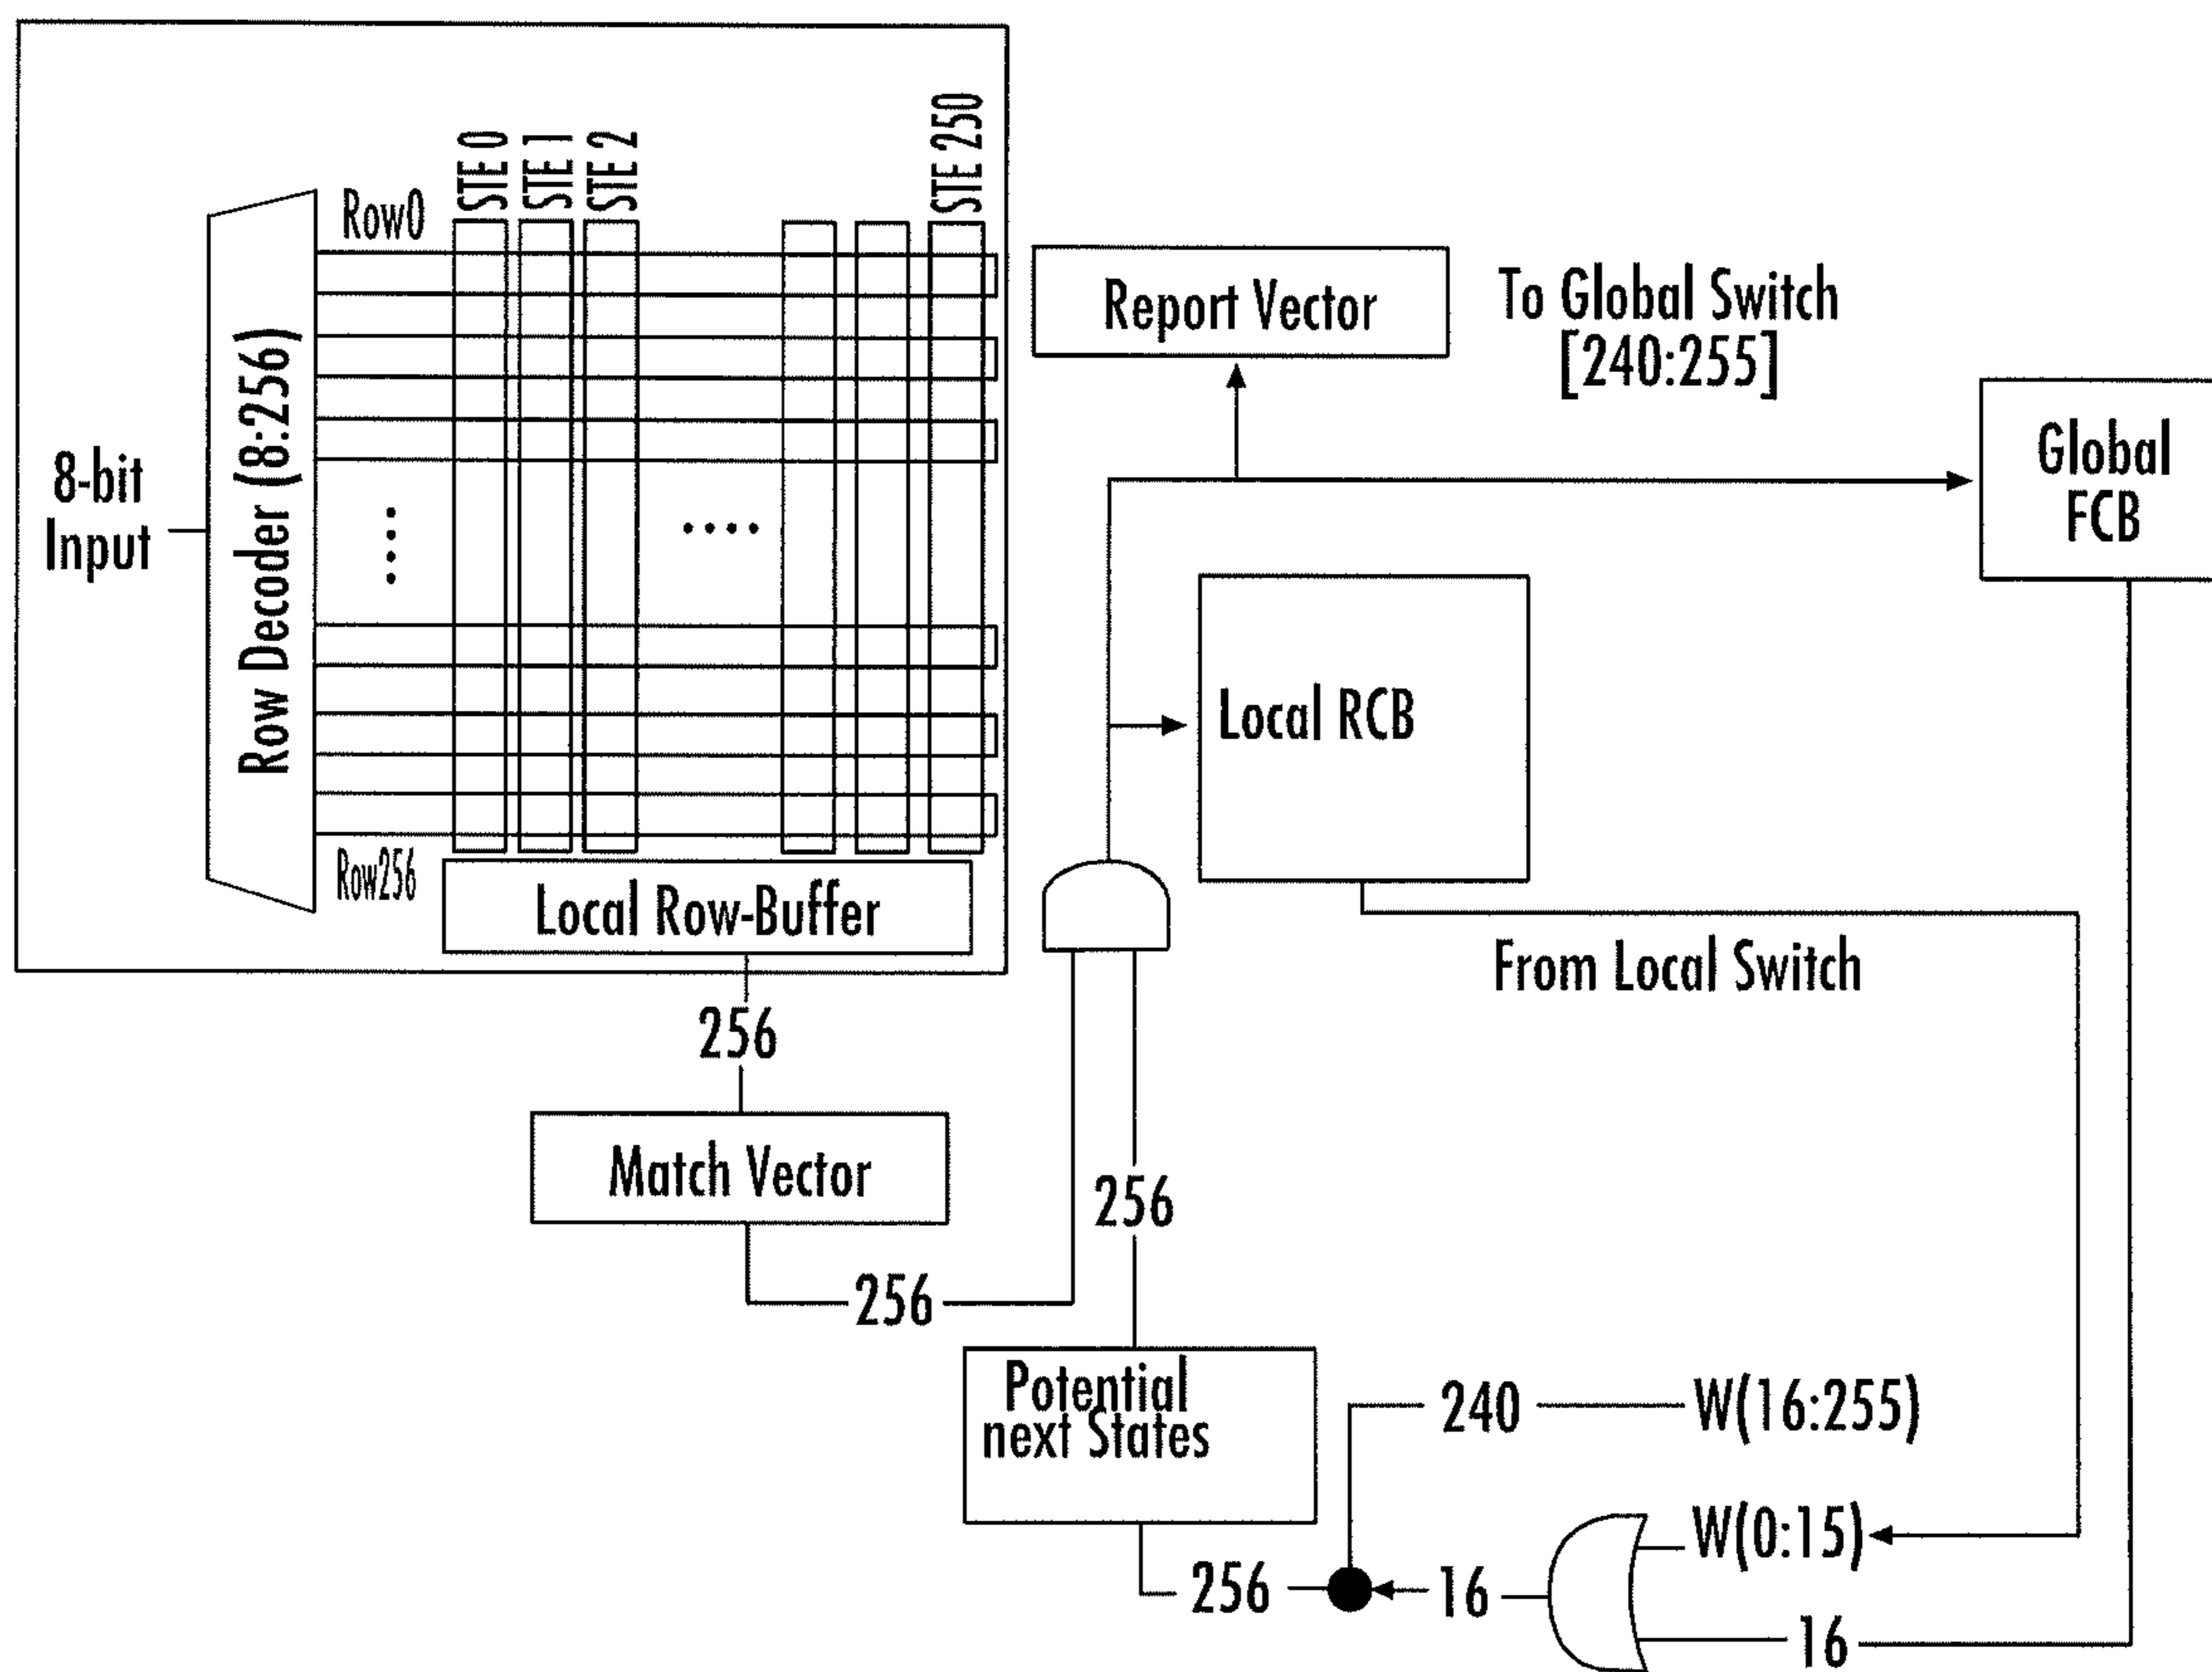 STE 0
STE 1
STE 2
STE 250
Row0
8-bit
Input
Row Decoder (8:256)
Row256
Local Row-Buffer
Report Vector
To Global Switch
[240:255]
Global
FCB
Local RCB
From Local Switch
256
Match Vector
256
256
Potential
next States
240
W(16:255)
W(0:15)
256
16
16